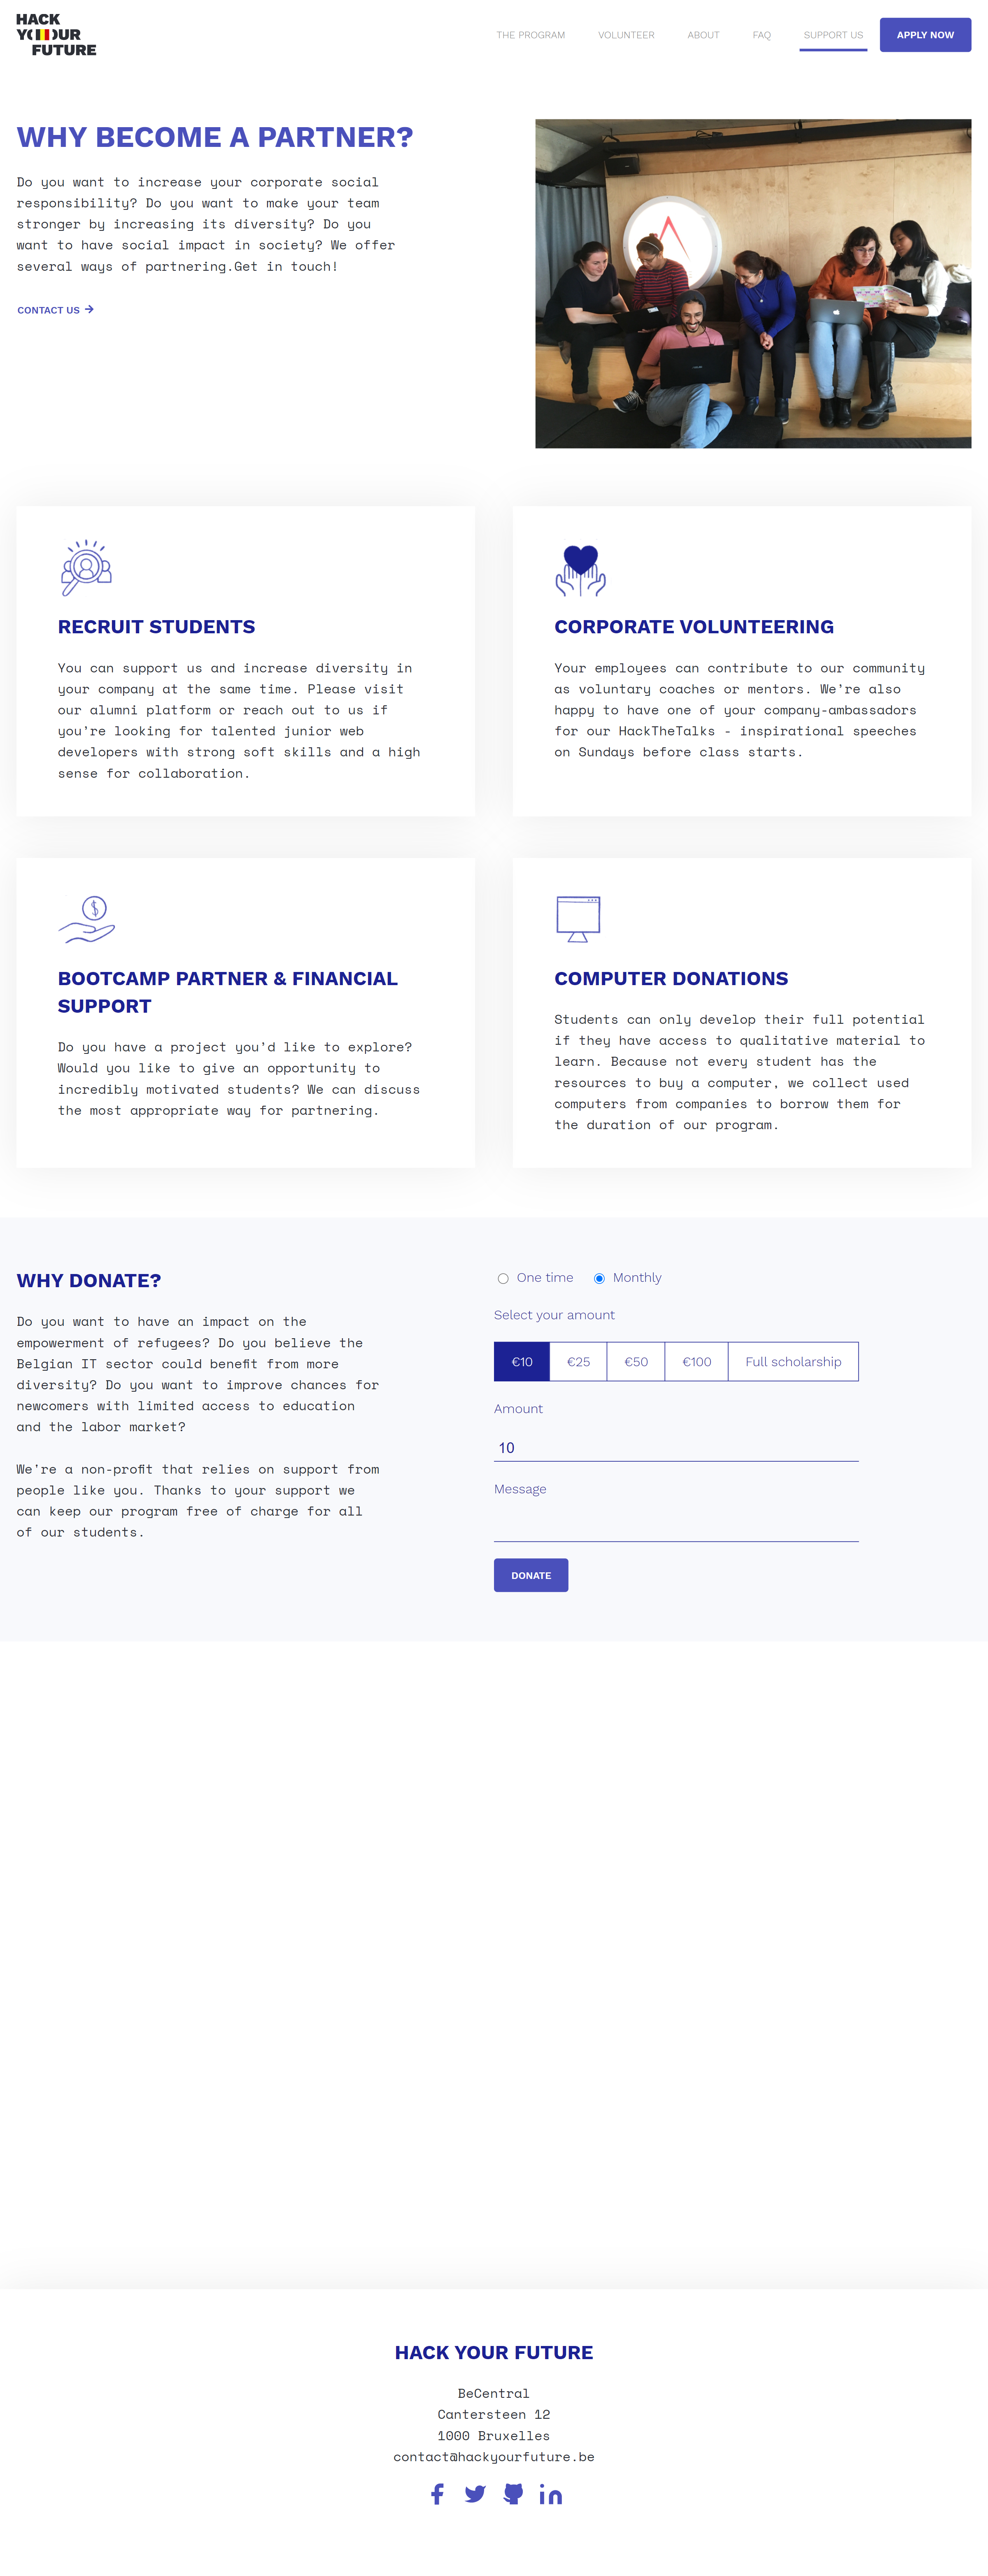 HACK
YOUR
FUTURE
THE PROGRAM
VOLUNTEER
ABOUT
FAQ
SUPPORT US
APPLY NOW
WHY BECOME A PARTNER?
Do you want to increase your corporate social
responsibility? Do you want to make your team
stronger by increasing its diversity? Do you
want to have social impact in society? We offer
several ways of partnering.Get in touch!
CONTACT US →
RECRUIT STUDENTS
You can support us and increase diversity in
your company at the same time. Please visit
our alumni platform or reach out to us if
you’re looking for talented junior web
developers with strong soft skills and a high
sense for collaboration.
CORPORATE VOLUNTEERING
Your employees can contribute to our community
as voluntary coaches or mentors. We’re also
happy to have one of your company-ambassadors
for our HackTheTalks - inspirational speeches
on Sundays before class starts.
BOOTCAMP PARTNER & FINANCIAL
SUPPORT
Do you have a project you’d like to explore?
Would you like to give an opportunity to
incredibly motivated students? We can discuss
the most appropriate way for partnering.
COMPUTER DONATIONS
Students can only develop their full potential
if they have access to qualitative material to
learn. Because not every student has the
resources to buy a computer, we collect used
computers from companies to borrow them for
the duration of our program.
WHY DONATE?
Do you want to have an impact on the
empowerment of refugees? Do you believe the
Belgian IT sector could benefit from more
diversity? Do you want to improve chances for
newcomers with limited access to education
and the labor market?
We're a non-profit that relies on support from
people like you. Thanks to your support we
can keep our program free of charge for all
of our students.
One time
Monthly
Select your amount
€10
€25
€50
€100
Full scholarship
Amount
10
Message
DONATE
HACK YOUR FUTURE
BeCentral
Cantersteen 12
1000 Bruxelles
contact@hackyourfuture.be